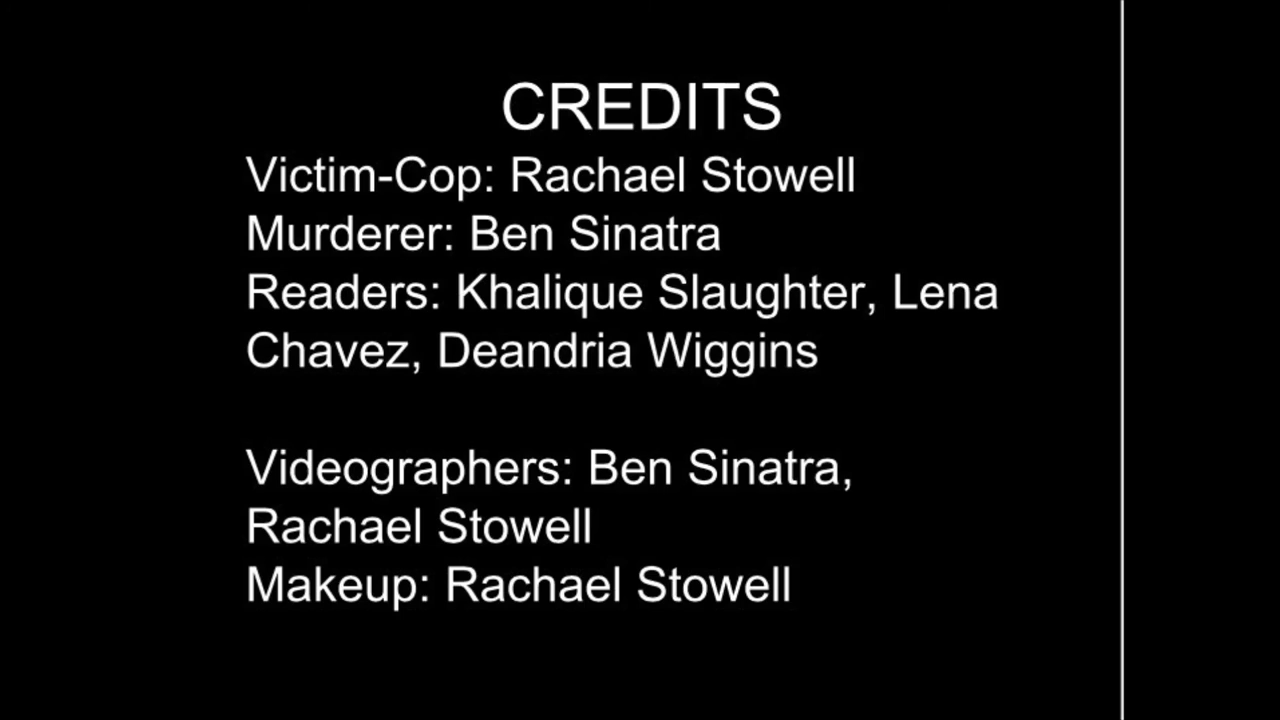 CREDITS
Victim-Cop: Rachael Stowell
Murderer: Ben Sinatra
Readers: Khalique Slaughter, Lena
Chavez, Deandria Wiggins
Videographers: Ben Sinatra,
Rachael Stowell
Makeup: Rachael Stowell